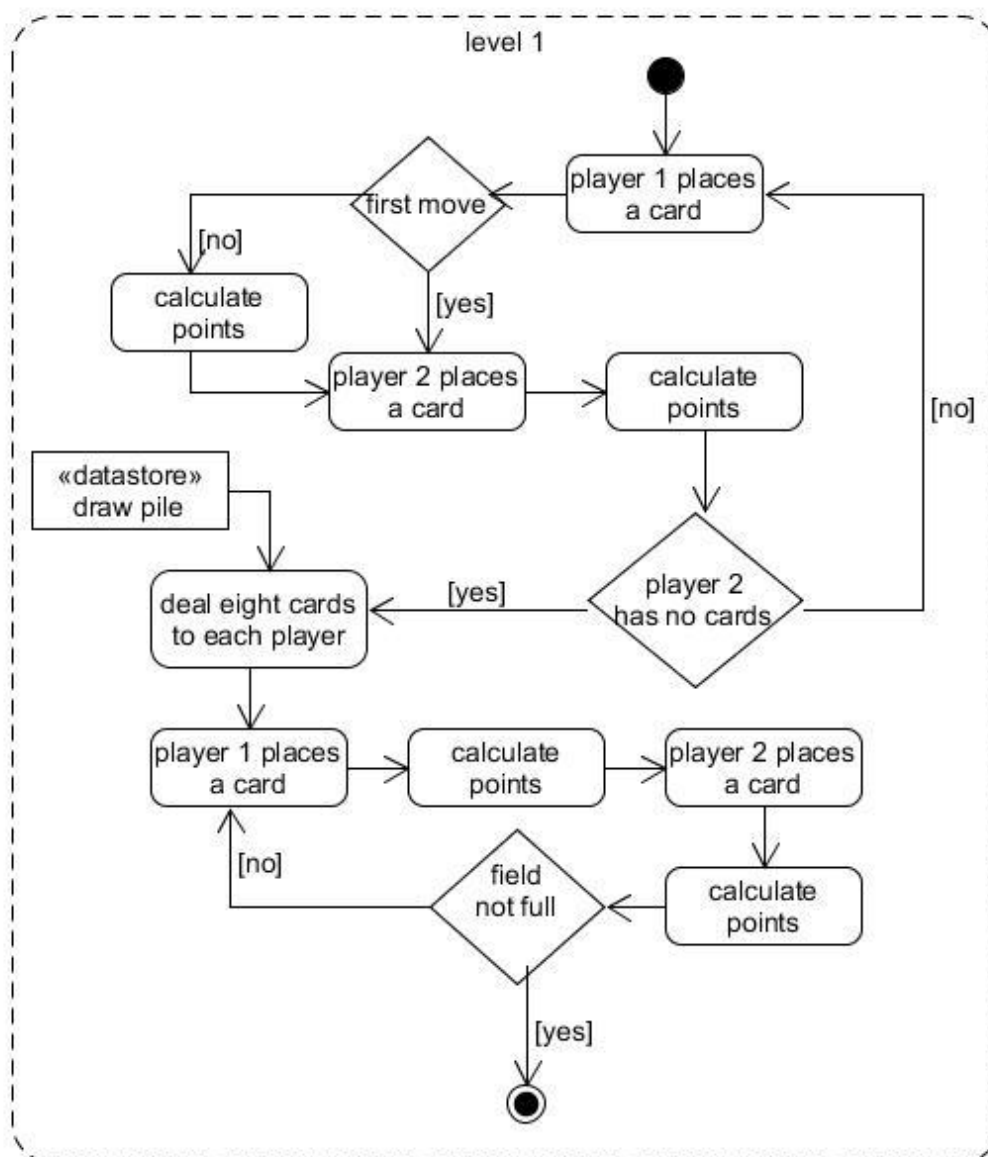 level 1
player 1 places
a card
first move
[no]
[yes]
calculate
points
player 2 places
a card
calculate
points
[no]
«datastore»
draw pile
player 2
has no cards
[yes]
deal eight cards
to each player
player 1 places
a card
calculate
points
player 2 places
a card
[no]
field
not full
calculate
points
[yes]